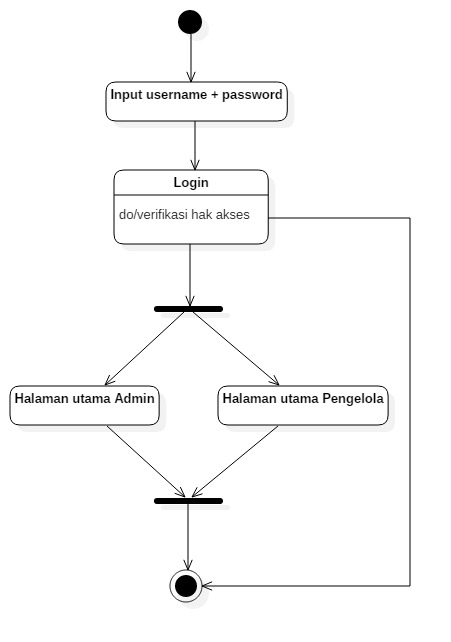 Input username + password
Login
do/verifikasi hak akses
Halaman utama Admin
Halaman utama Pengelola